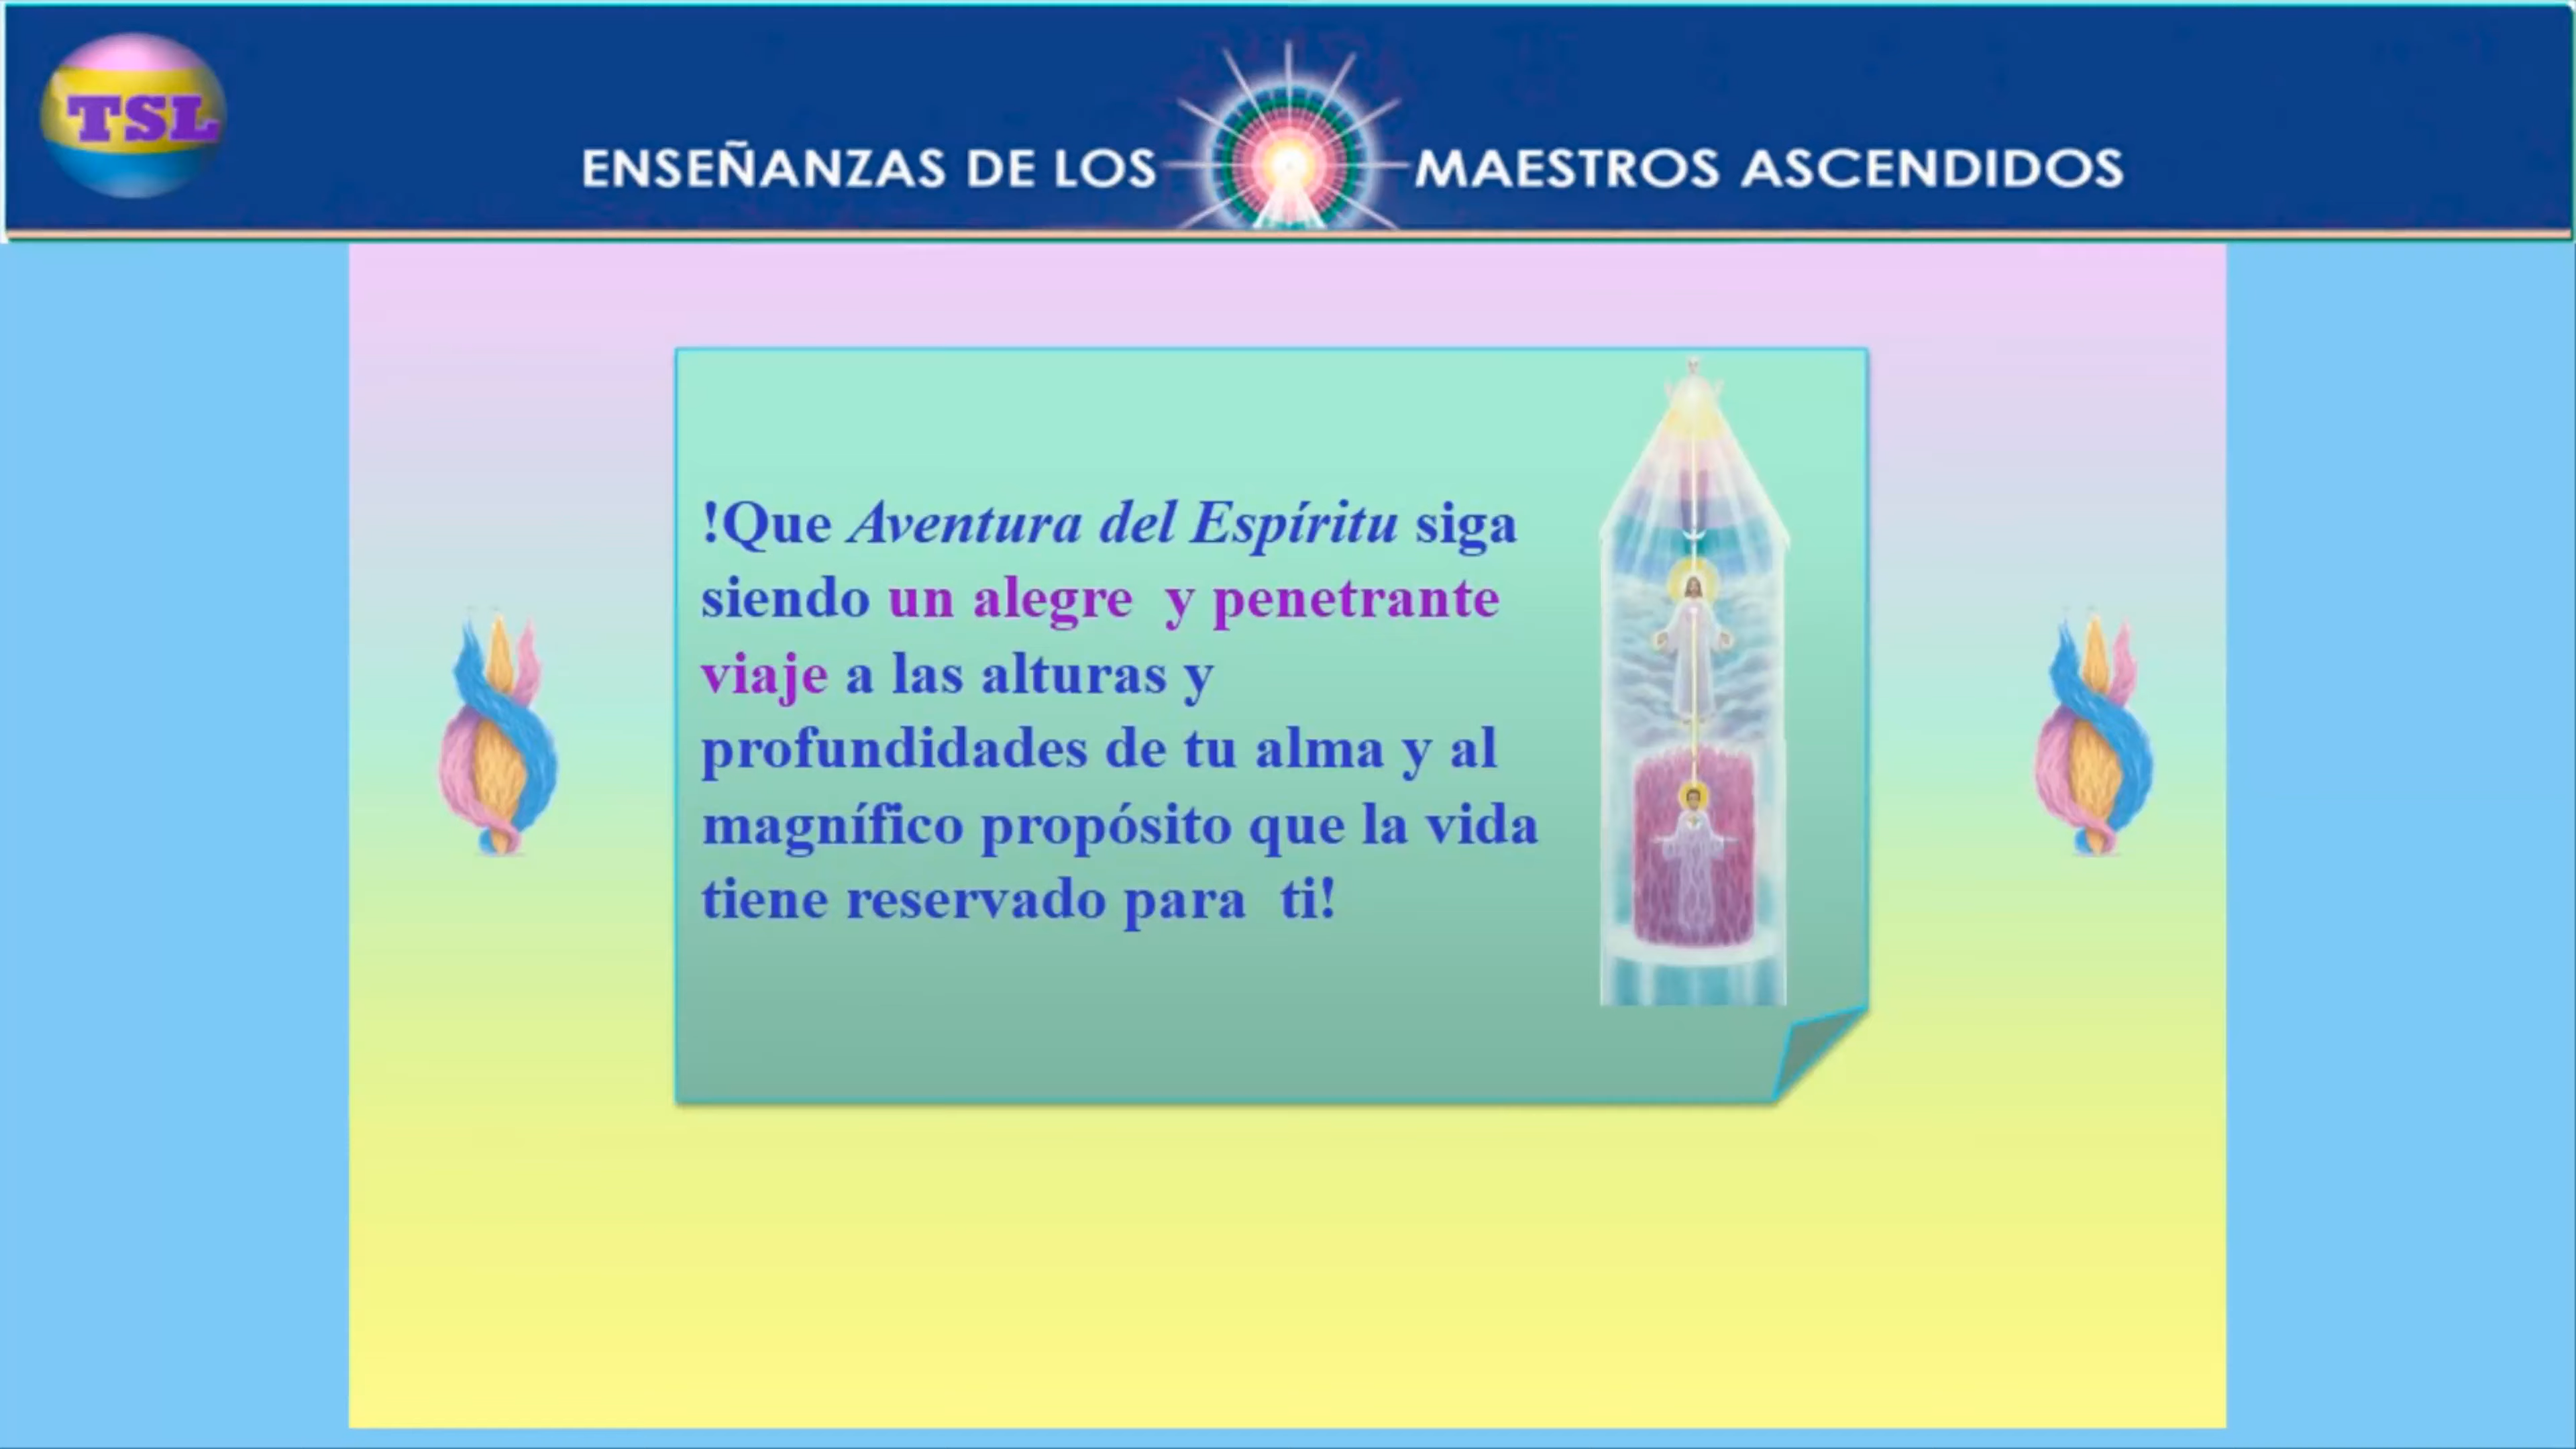 TSL
ENSEÑANZAS DE LOS MAESTROS ASCENDIDOS
!Que Aventura del Espíritu siga
siendo un alegre y penetrante
viaje a las alturas y
profundidades de tu alma y al
magnífico propósito que la vida
tiene reservado para ti!